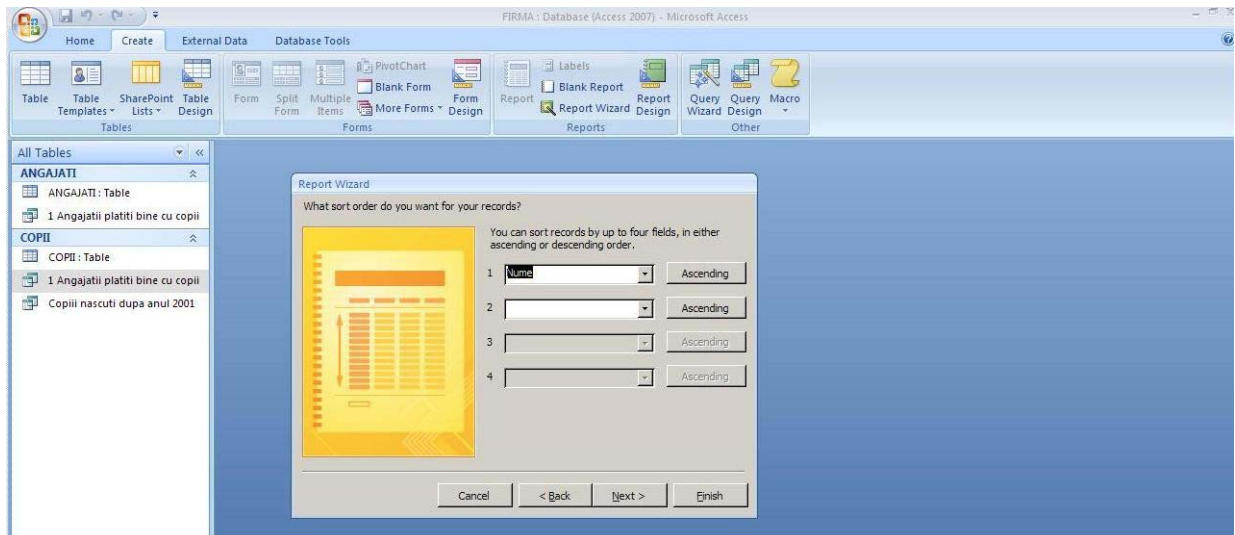 FIRMA : Database (Access 2007) - Microsoft Access
Home Create External Data Database Tools
Table
Table Templates
SharePoint Lists
Table Design
Tables
Form
Split Form
Multiple Items
PivotChart
Blank Form
More Forms
Form Design
Forms
Report
Labels
Blank Report
Report Wizard
Report Design
Reports
Query Wizard
Query Design
Macro
Other
All Tables
ANGAJATI
ANGAJATI : Table
1 Angajatii platiti bine cu copii
COPII
COPII : Table
1 Angajatii platiti bine cu copii
Copiii nascuti dupa anul 2001
Report Wizard
What sort order do you want for your records?
You can sort records by up to four fields, in either
ascending or descending order.
1 Nume Ascending
2 Ascending
3 Ascending
4 Ascending
Cancel < Back Next > Finish